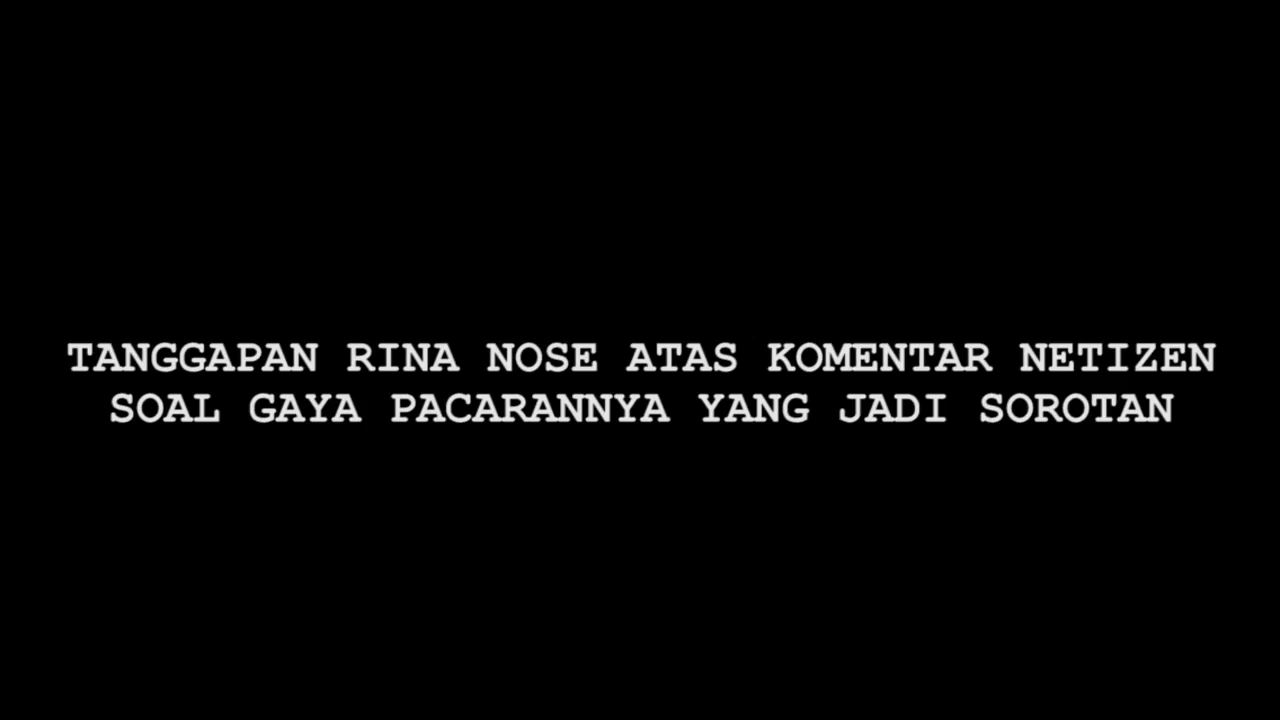 TANGGAPAN RINA NOSE ATAS KOMENTAR NETIZEN
SOAL GAYA PACARANNYA YANG JADI SOROTAN